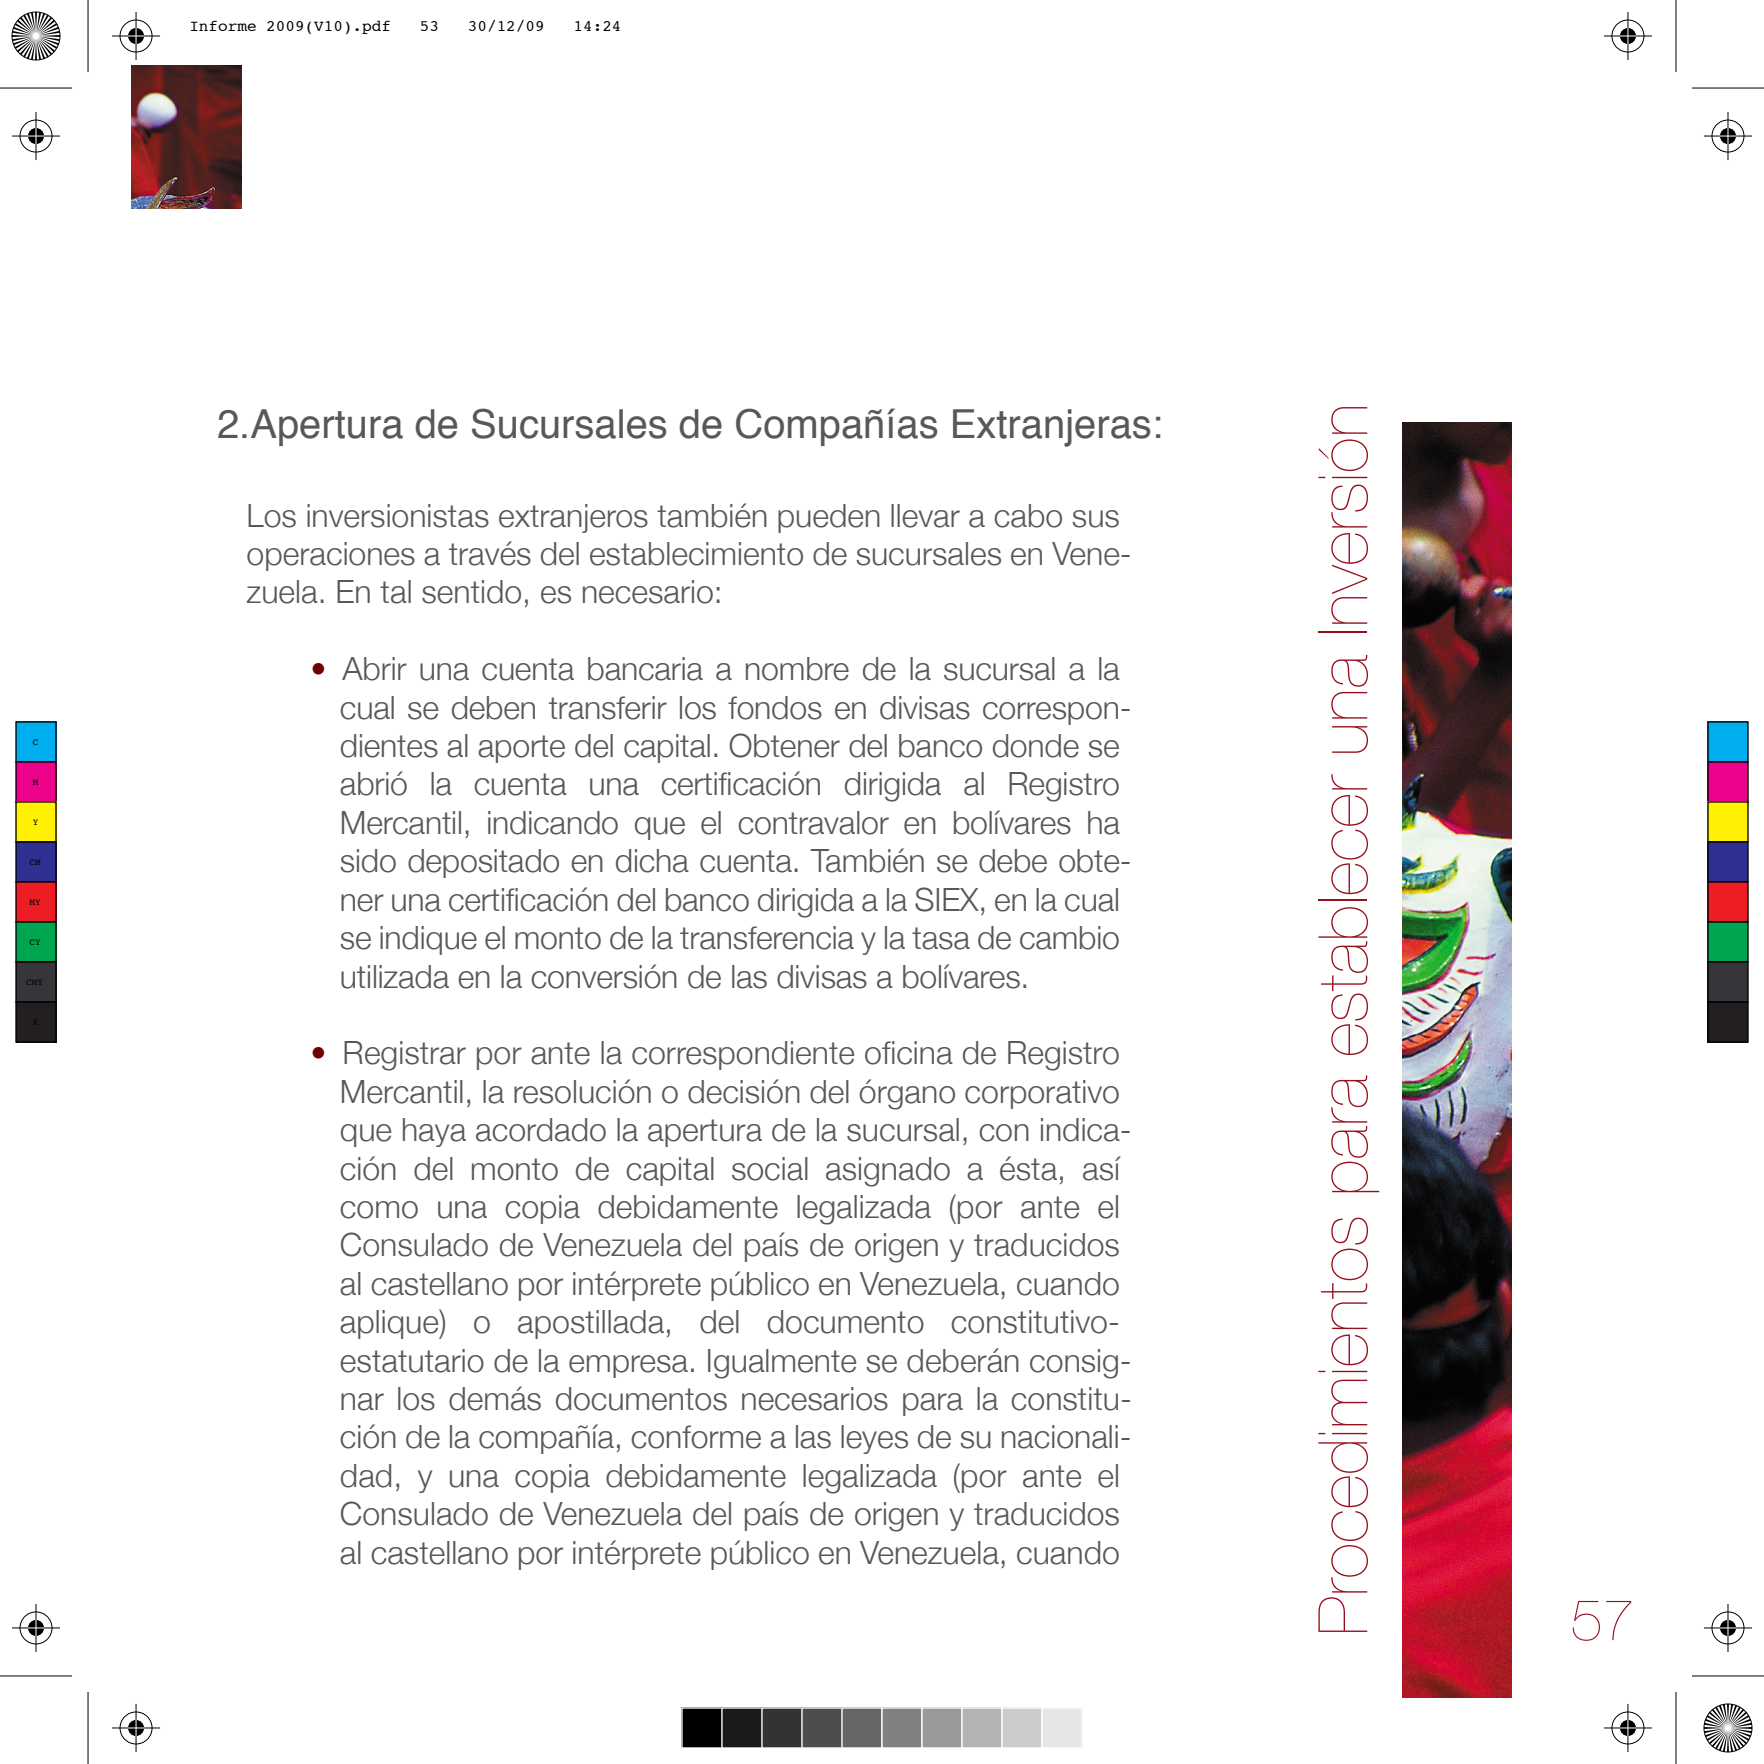 Informe 2009(V10).pdf 53 30/12/09 14:24
2.Apertura de Sucursales de Compañías Extranjeras:
Los inversionistas extranjeros también pueden llevar a cabo sus
operaciones a través del establecimiento de sucursales en Vene-
zuela. En tal sentido, es necesario:
• Abrir una cuenta bancaria a nombre de la sucursal a la
cual se deben transferir los fondos en divisas correspon-
dientes al aporte del capital. Obtener del banco donde se
abrió la cuenta una certificación dirigida al Registro
Mercantil, indicando que el contravalor en bolívares ha
sido depositado en dicha cuenta. También se debe obte-
ner una certificación del banco dirigida a la SIEX, en la cual
se indique el monto de la transferencia y la tasa de cambio
utilizada en la conversión de las divisas a bolívares.
• Registrar por ante la correspondiente oficina de Registro
Mercantil, la resolución o decisión del órgano corporativo
que haya acordado la apertura de la sucursal, con indica-
ción del monto de capital social asignado a ésta, así
como una copia debidamente legalizada (por ante el
Consulado de Venezuela del país de origen y traducidos
al castellano por intérprete público en Venezuela, cuando
aplique) o apostillada, del documento constitutivo-
estatutario de la empresa. Igualmente se deberán consig-
nar los demás documentos necesarios para la constitu-
ción de la compañía, conforme a las leyes de su nacionali-
dad, y una copia debidamente legalizada (por ante el
Consulado de Venezuela del país de origen y traducidos
al castellano por intérprete público en Venezuela, cuando
Procedimientos para establecer una Inversión
57
C
M
Y
CM
MY
CY
CMY
K